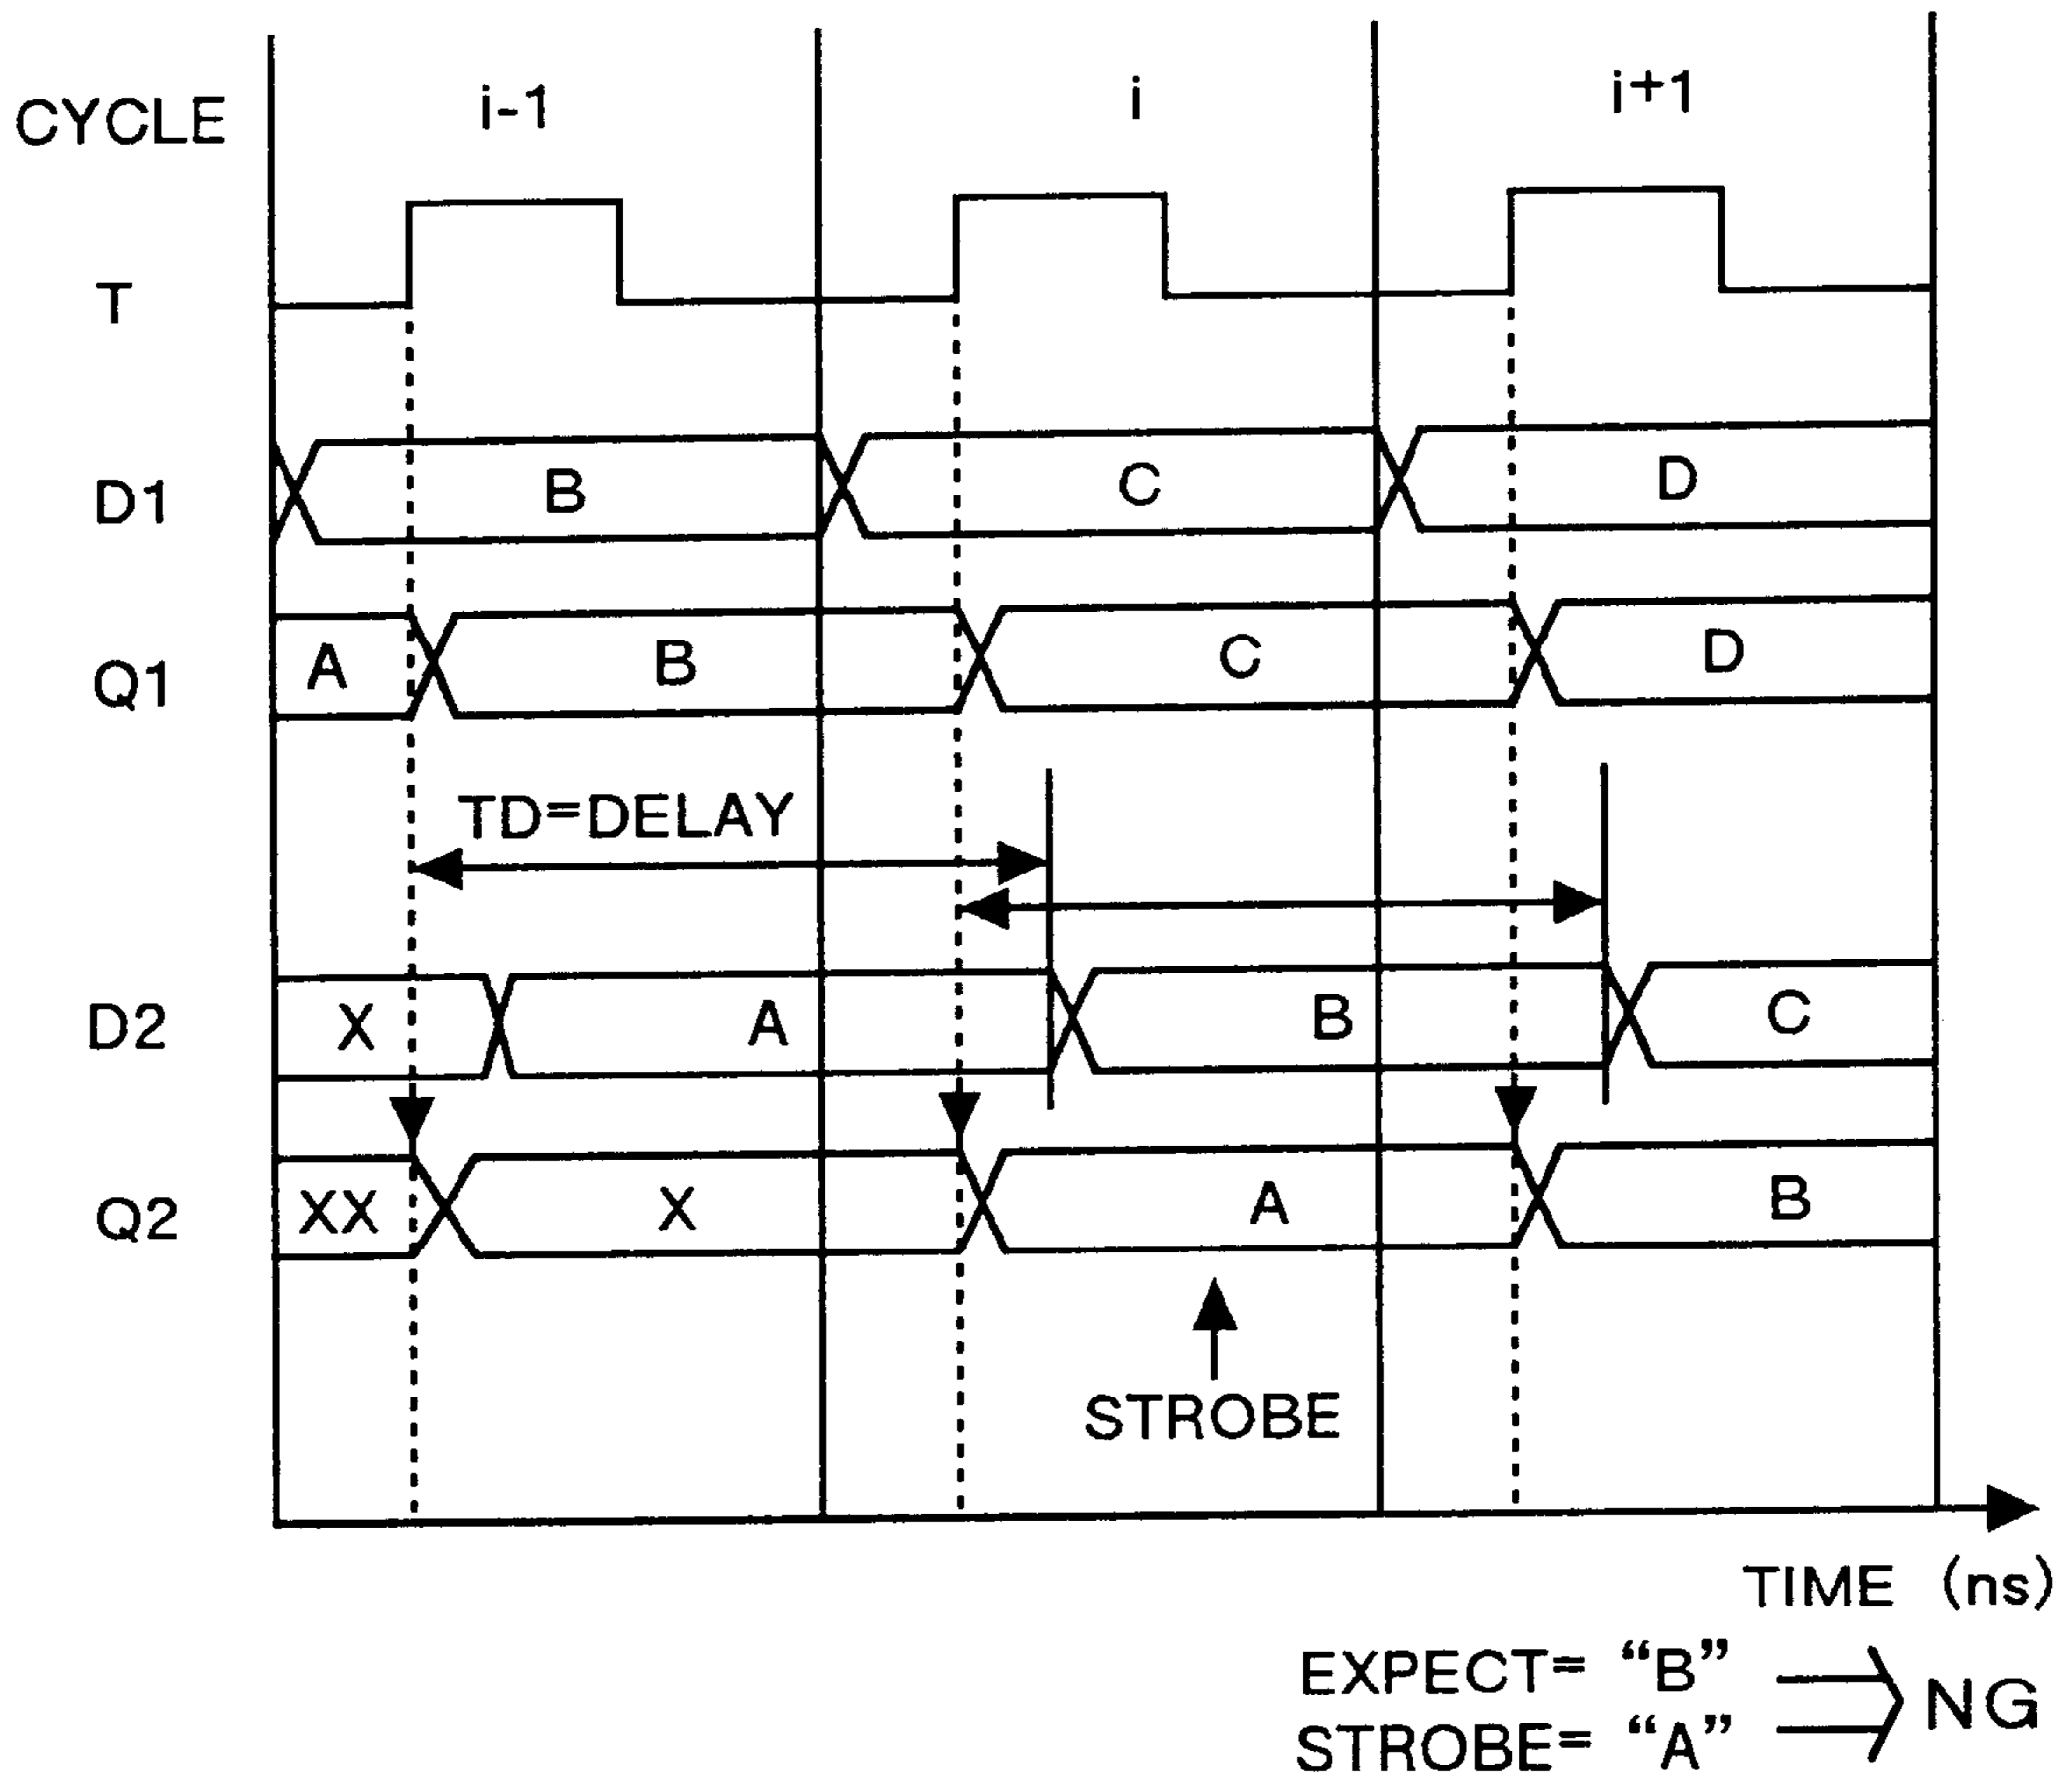 CYCLE i-1 i i+1
T
D1 B C D
Q1 A B C D
TD=DELAY
D2 X A B C
Q2 XX X A B
STROBE
TIME (ns)
EXPECT= “B”
STROBE= “A” NG